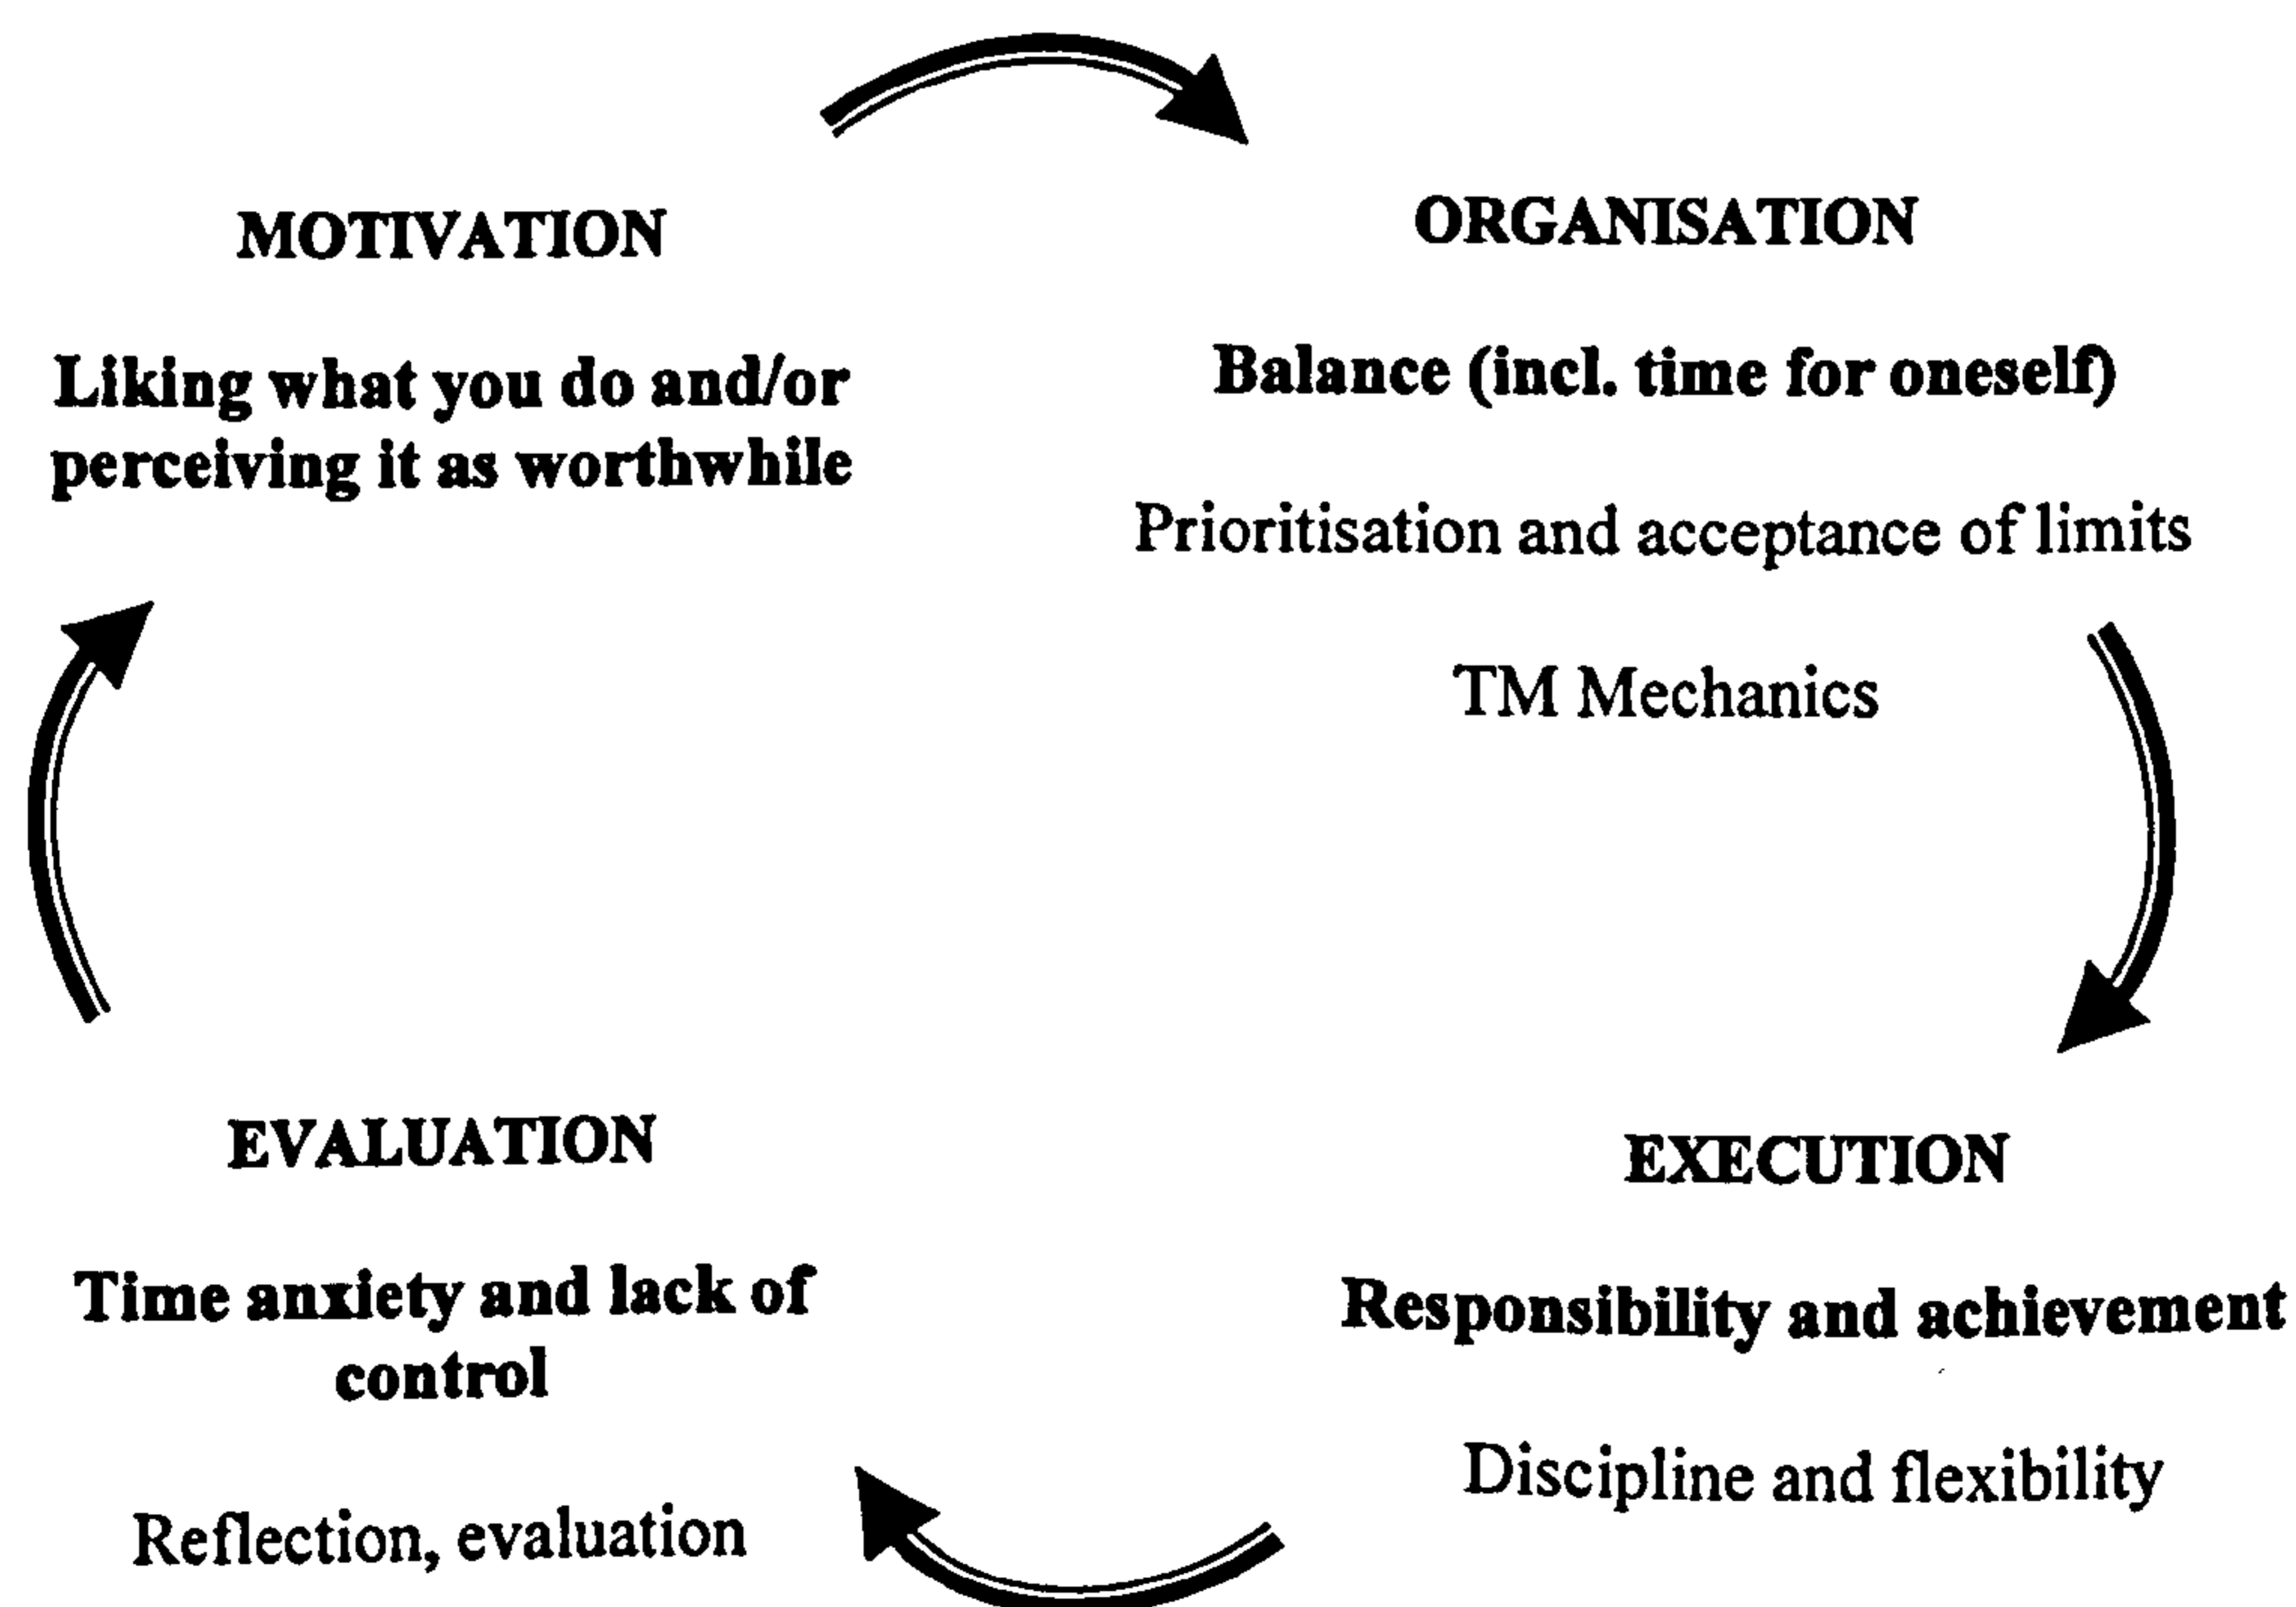 MOTIVATION
Liking what you do and/or
perceiving it as worthwhile
ORGANISATION
Balance (incl. time for oneself)
Prioritisation and acceptance of limits
TM Mechanics
EXECUTION
Responsibility and achievement
Discipline and flexibility
EVALUATION
Time anxiety and lack of
control
Reflection, evaluation